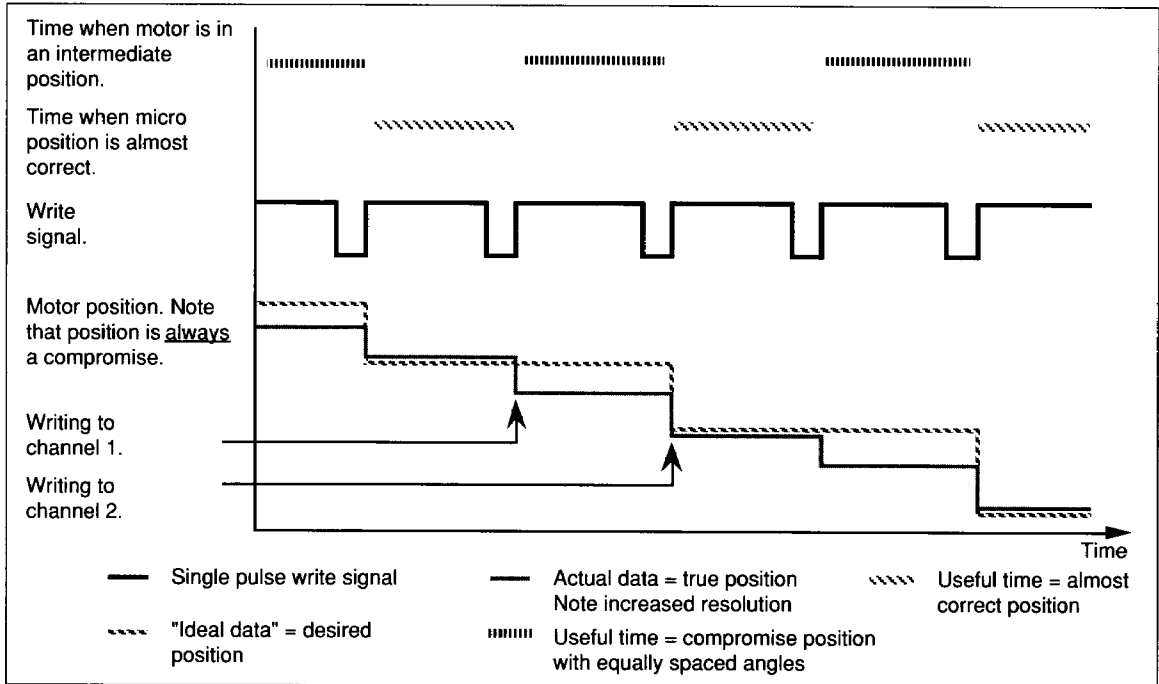 Time when motor is in
an intermediate
position.
Time when micro
position is almost
correct.
Write
signal.
Motor position. Note
that position is always
a compromise.
Writing to
channel 1.
Writing to
channel 2.
Time
Single pulse write signal
"Ideal data" = desired
position
Actual data = true position
Note increased resolution
Useful time = compromise position
with equally spaced angles
Useful time = almost
correct position